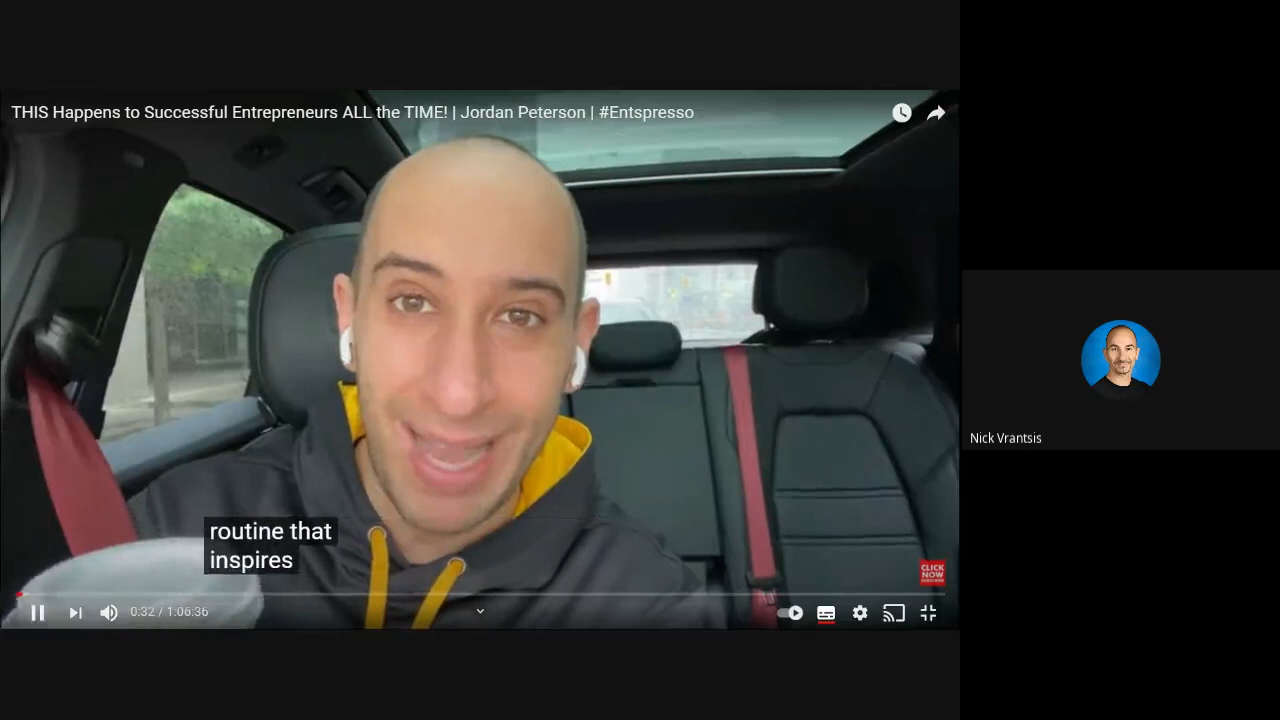 THIS Happens to Successful Entrepreneurs ALL the TIME! | Jordan Peterson | #Entspresso
routine that
inspires
CLICK
NOW
SUBSCRIBE
0:32 / 1:06:36
Nick Vrantsis